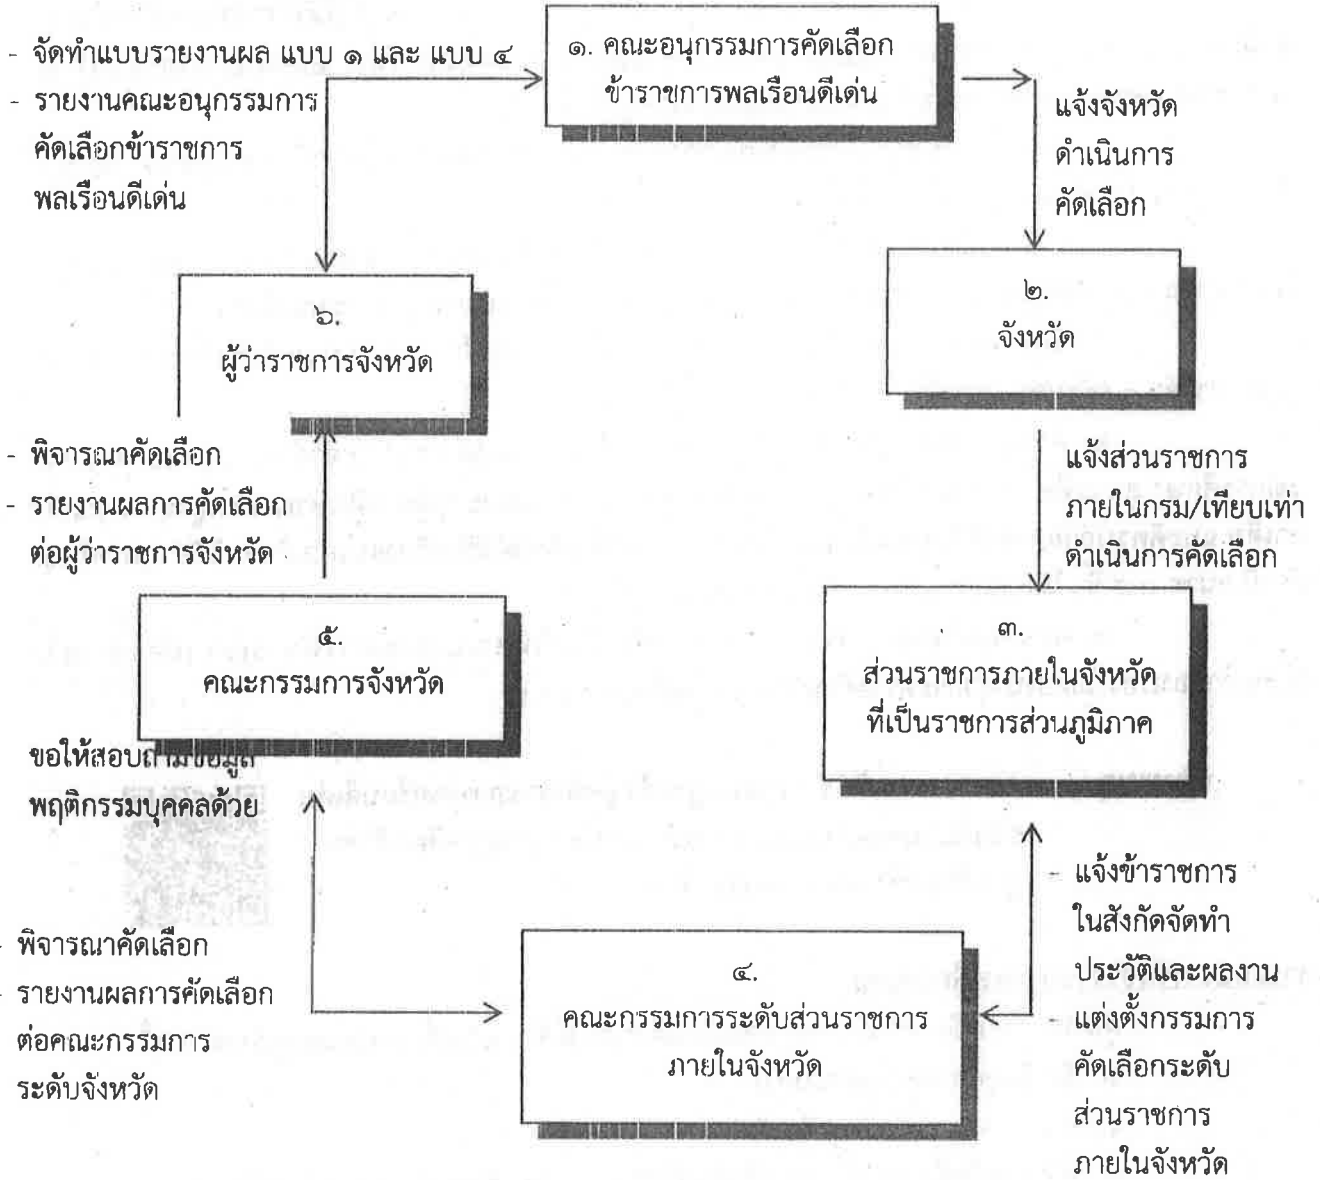 ๑. คณะอนุกรรมการคัดเลือก
ข้าราชการพลเรือนดีเด่น
แจ้งจังหวัด
ดำเนินการ
คัดเลือก
๒.
จังหวัด
แจ้งส่วนราชการ
ภายในกรม/เทียบเท่า
ดำเนินการคัดเลือก
๓.
ส่วนราชการภายในจังหวัด
ที่เป็นราชการส่วนภูมิภาค
- แจ้งข้าราชการ
ในสังกัดจัดทำ
ประวัติและผลงาน
- แต่งตั้งกรรมการ
คัดเลือกระดับ
ส่วนราชการ
ภายในจังหวัด
๔.
คณะกรรมการระดับส่วนราชการ
ภายในจังหวัด
- พิจารณาคัดเลือก
- รายงานผลการคัดเลือก
ต่อคณะกรรมการ
ระดับจังหวัด
ขอให้สอบถามข้อมูล
พฤติกรรมบุคคลด้วย
๕.
คณะกรรมการจังหวัด
- พิจารณาคัดเลือก
- รายงานผลการคัดเลือก
ต่อผู้ว่าราชการจังหวัด
๖.
ผู้ว่าราชการจังหวัด
- จัดทำแบบรายงานผล แบบ ๑ และ แบบ ๔
- รายงานคณะอนุกรรมการ
คัดเลือกข้าราชการ
พลเรือนดีเด่น